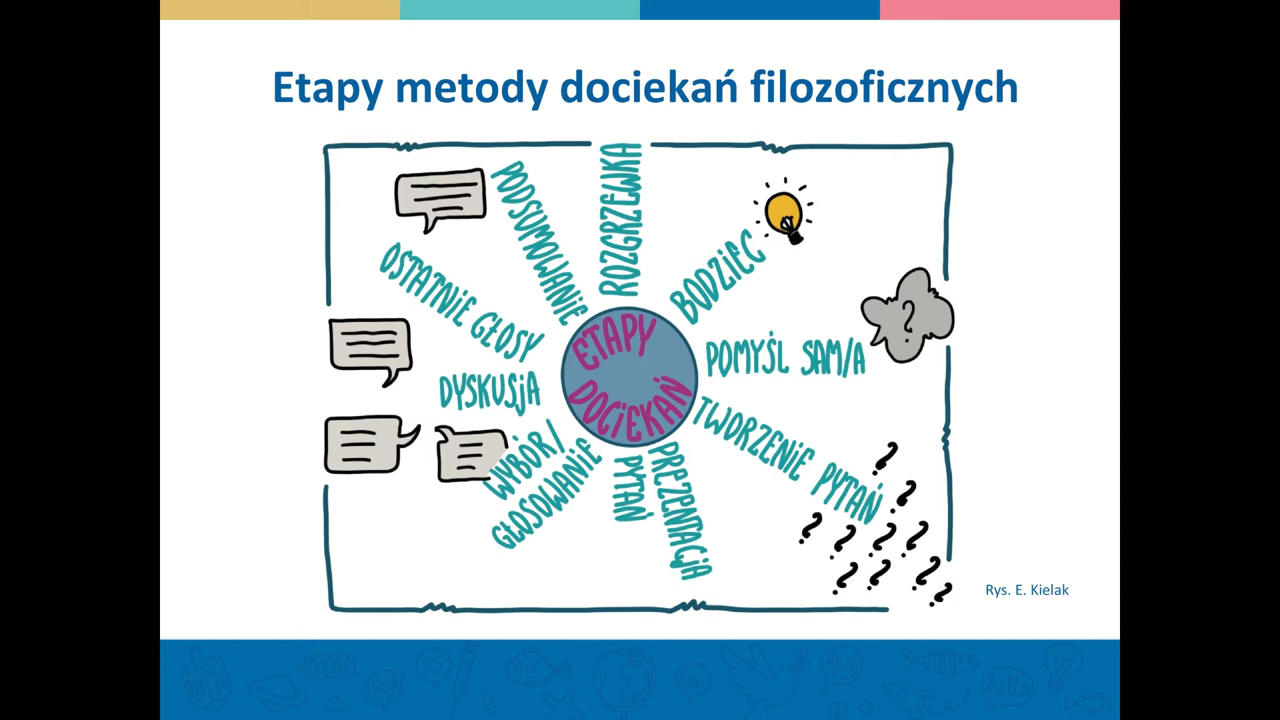 Etapy metody dociekań filozoficznych
ROZGRZEWKA
BODZIEC
POMYŚL SAM/A
TWORZENIE PYTAŃ
PREZENTACJA
PYTAŃ
WYBÓR/
GŁOSOWANIE
DYSKUSJA
OSTATNIE GŁOSY
PODSUMOWANIE
ETAPY
DOCIEKAŃ
Rys. E. Kielak